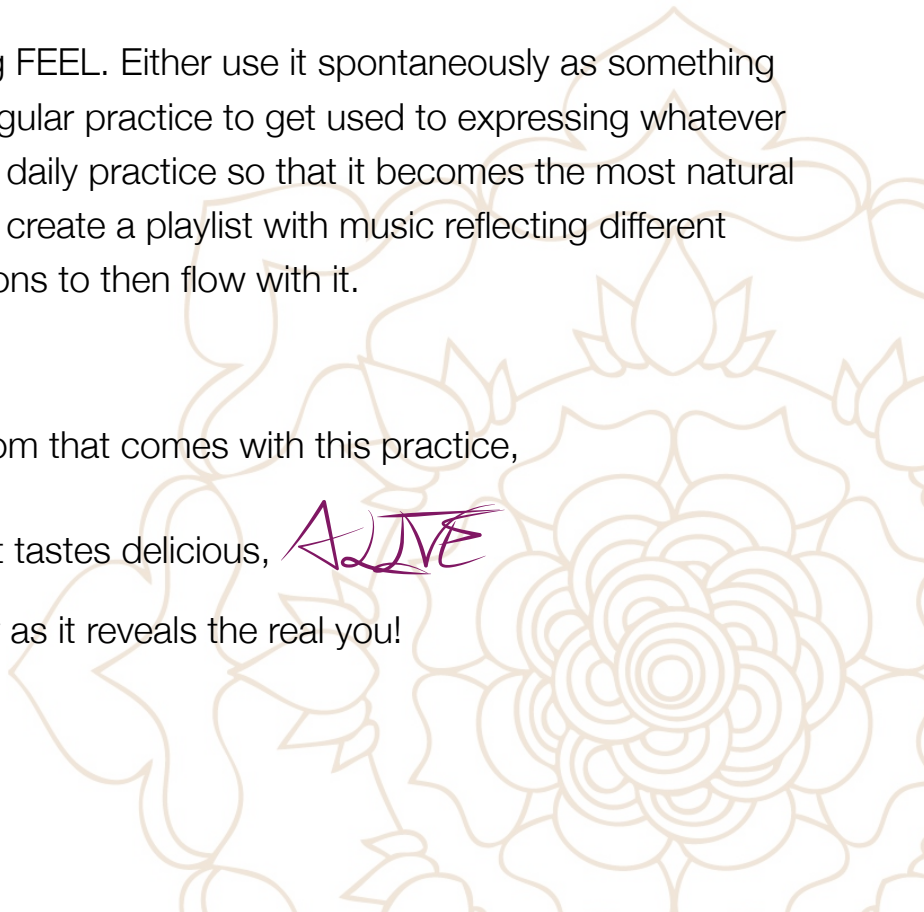 g FEEL. Either use it spontaneously as something
gular practice to get used to expressing whatever
daily practice so that it becomes the most natural
create a playlist with music reflecting different
ons to then flow with it.
om that comes with this practice,
t tastes delicious, ALIVE
as it reveals the real you!